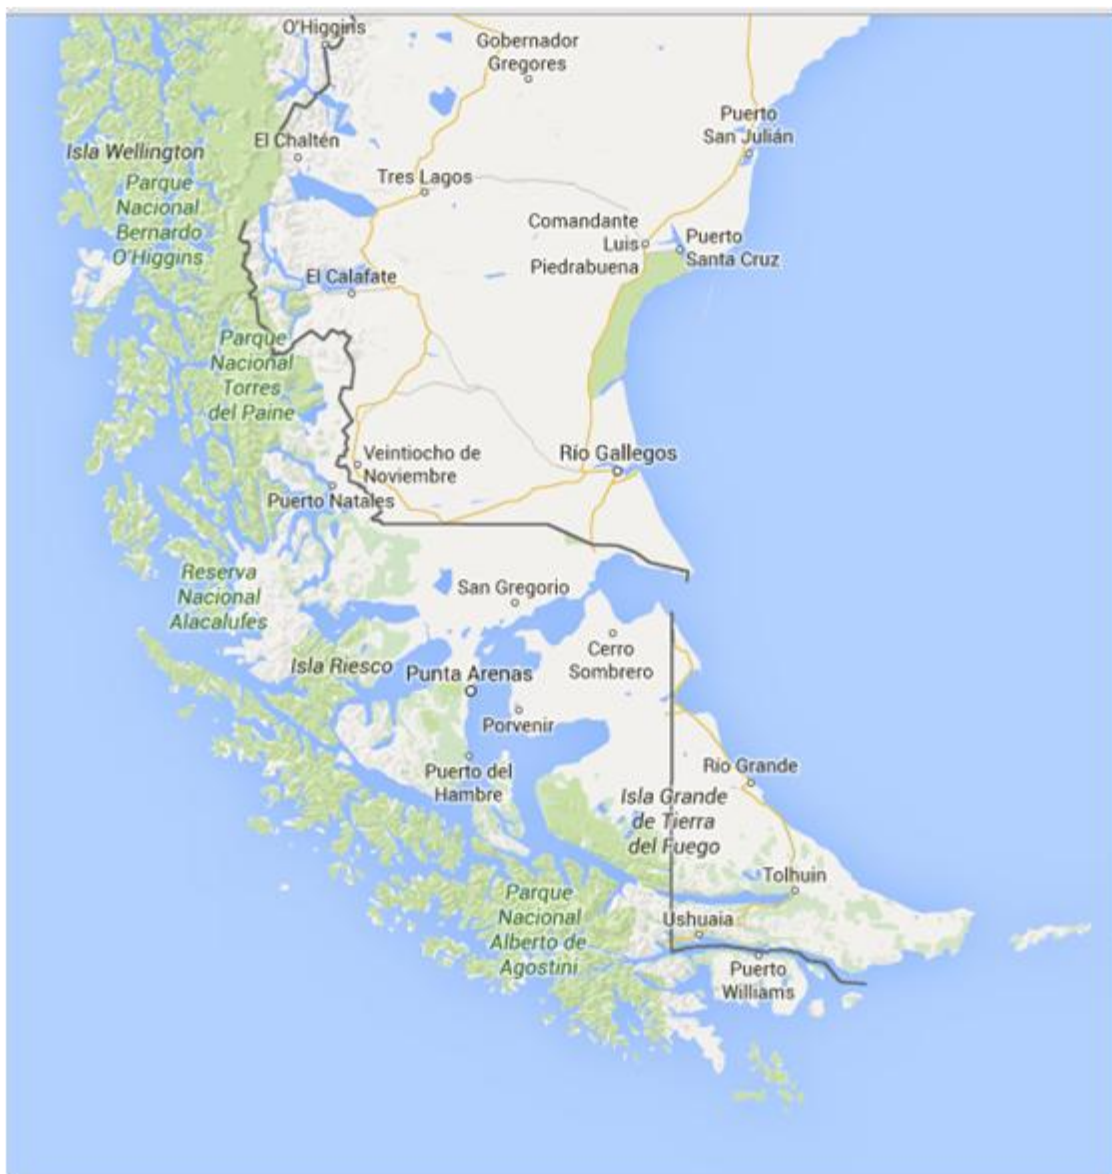 O'Higgins
Gobernador
Gregores
Puerto
San Julián
El Chaltén
Isla Wellington
Tres Lagos
Parque
Nacional
Bernardo
O'Higgins
Comandante
Luis
Piedrabuena
Puerto
Santa Cruz
El Calafate
Parque
Nacional
Torres
del Paine
Veintiocho de
Noviembre
Río Gallegos
Puerto Natales
Reserva
Nacional
Alacalufes
San Gregorio
Cerro
Sombrero
Isla Riesco
Punta Arenas
Porvenir
Puerto del
Hambre
Río Grande
Isla Grande
de Tierra
del Fuego
Tolhuin
Parque
Nacional
Alberto de
Agostini
Ushuaia
Puerto
Williams